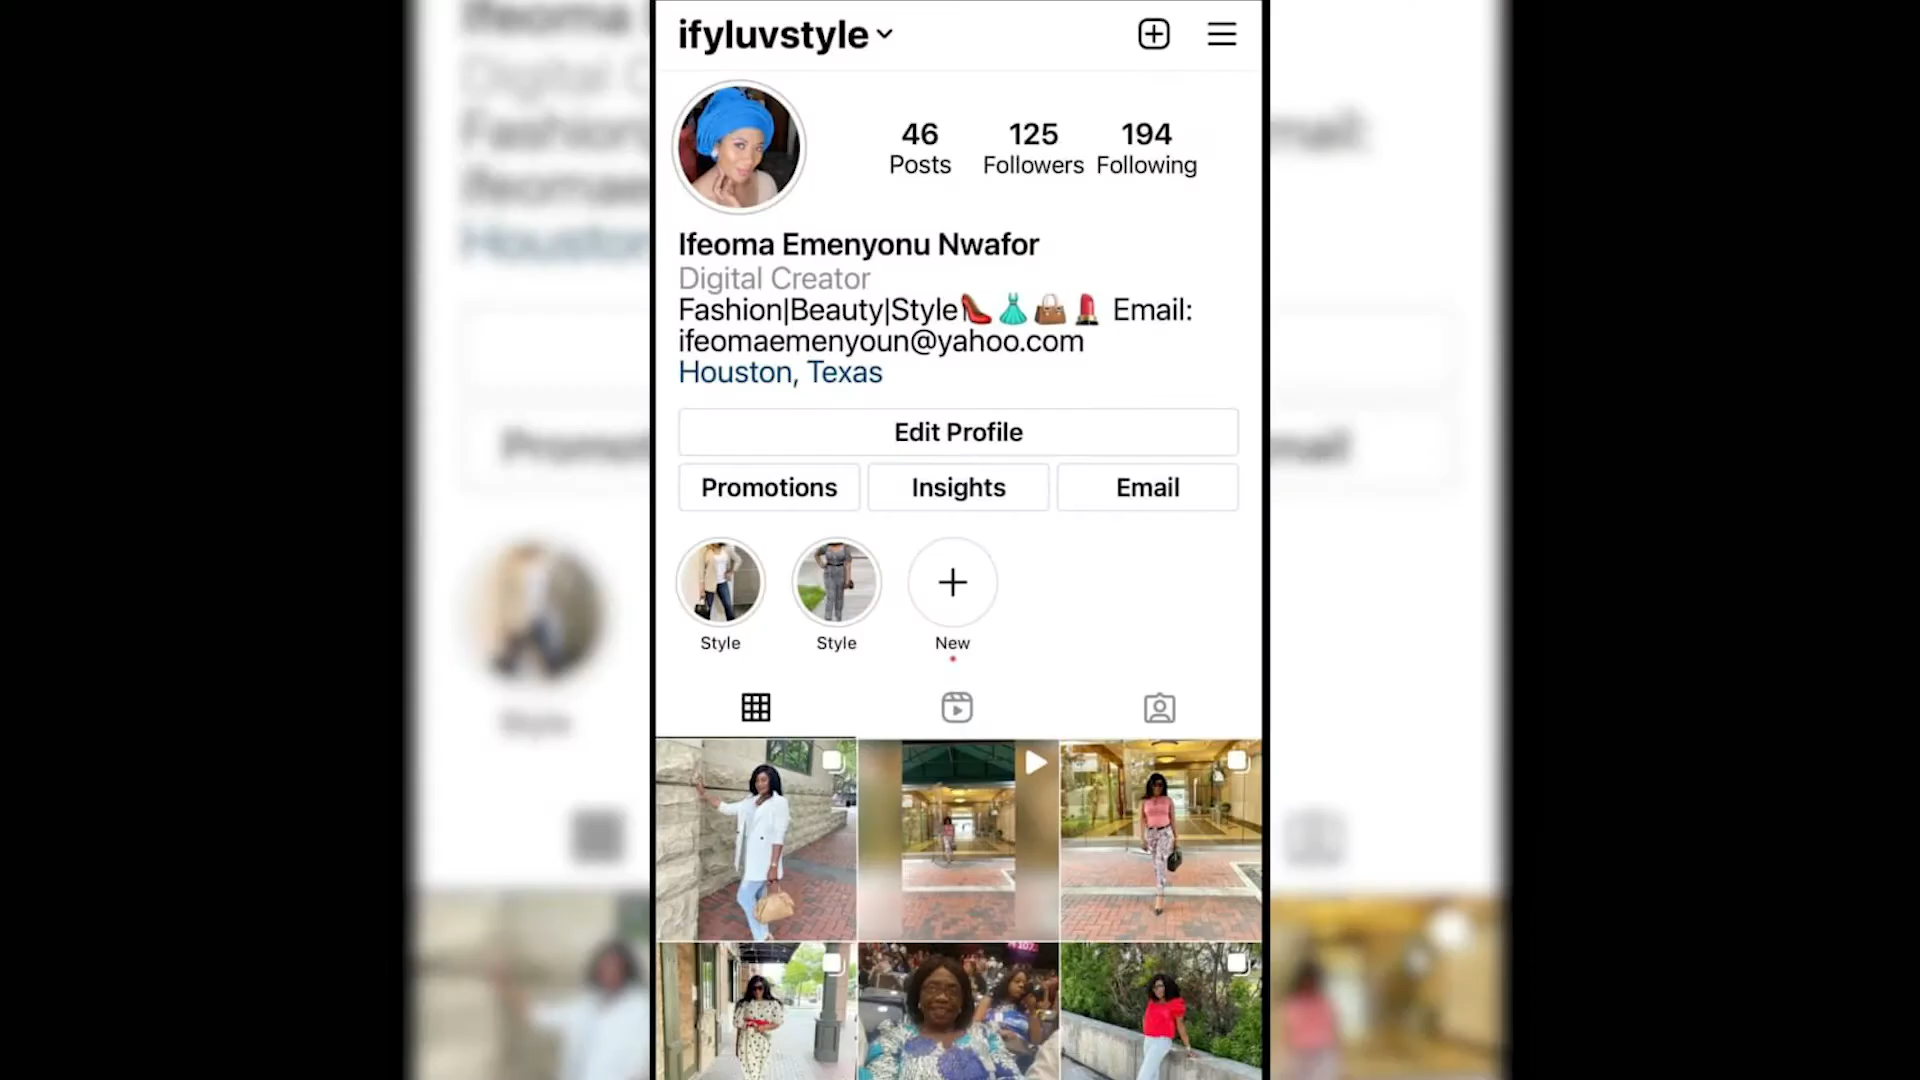 ifyluvstyle
46 125 194
Posts Followers Following
Ifeoma Emenyonu Nwafor
Digital Creator
Fashion|Beauty|Style👠👗👜💄 Email:
ifeomaemenyoun@yahoo.com
Houston, Texas
Edit Profile
Promotions Insights Email
Style Style New
107